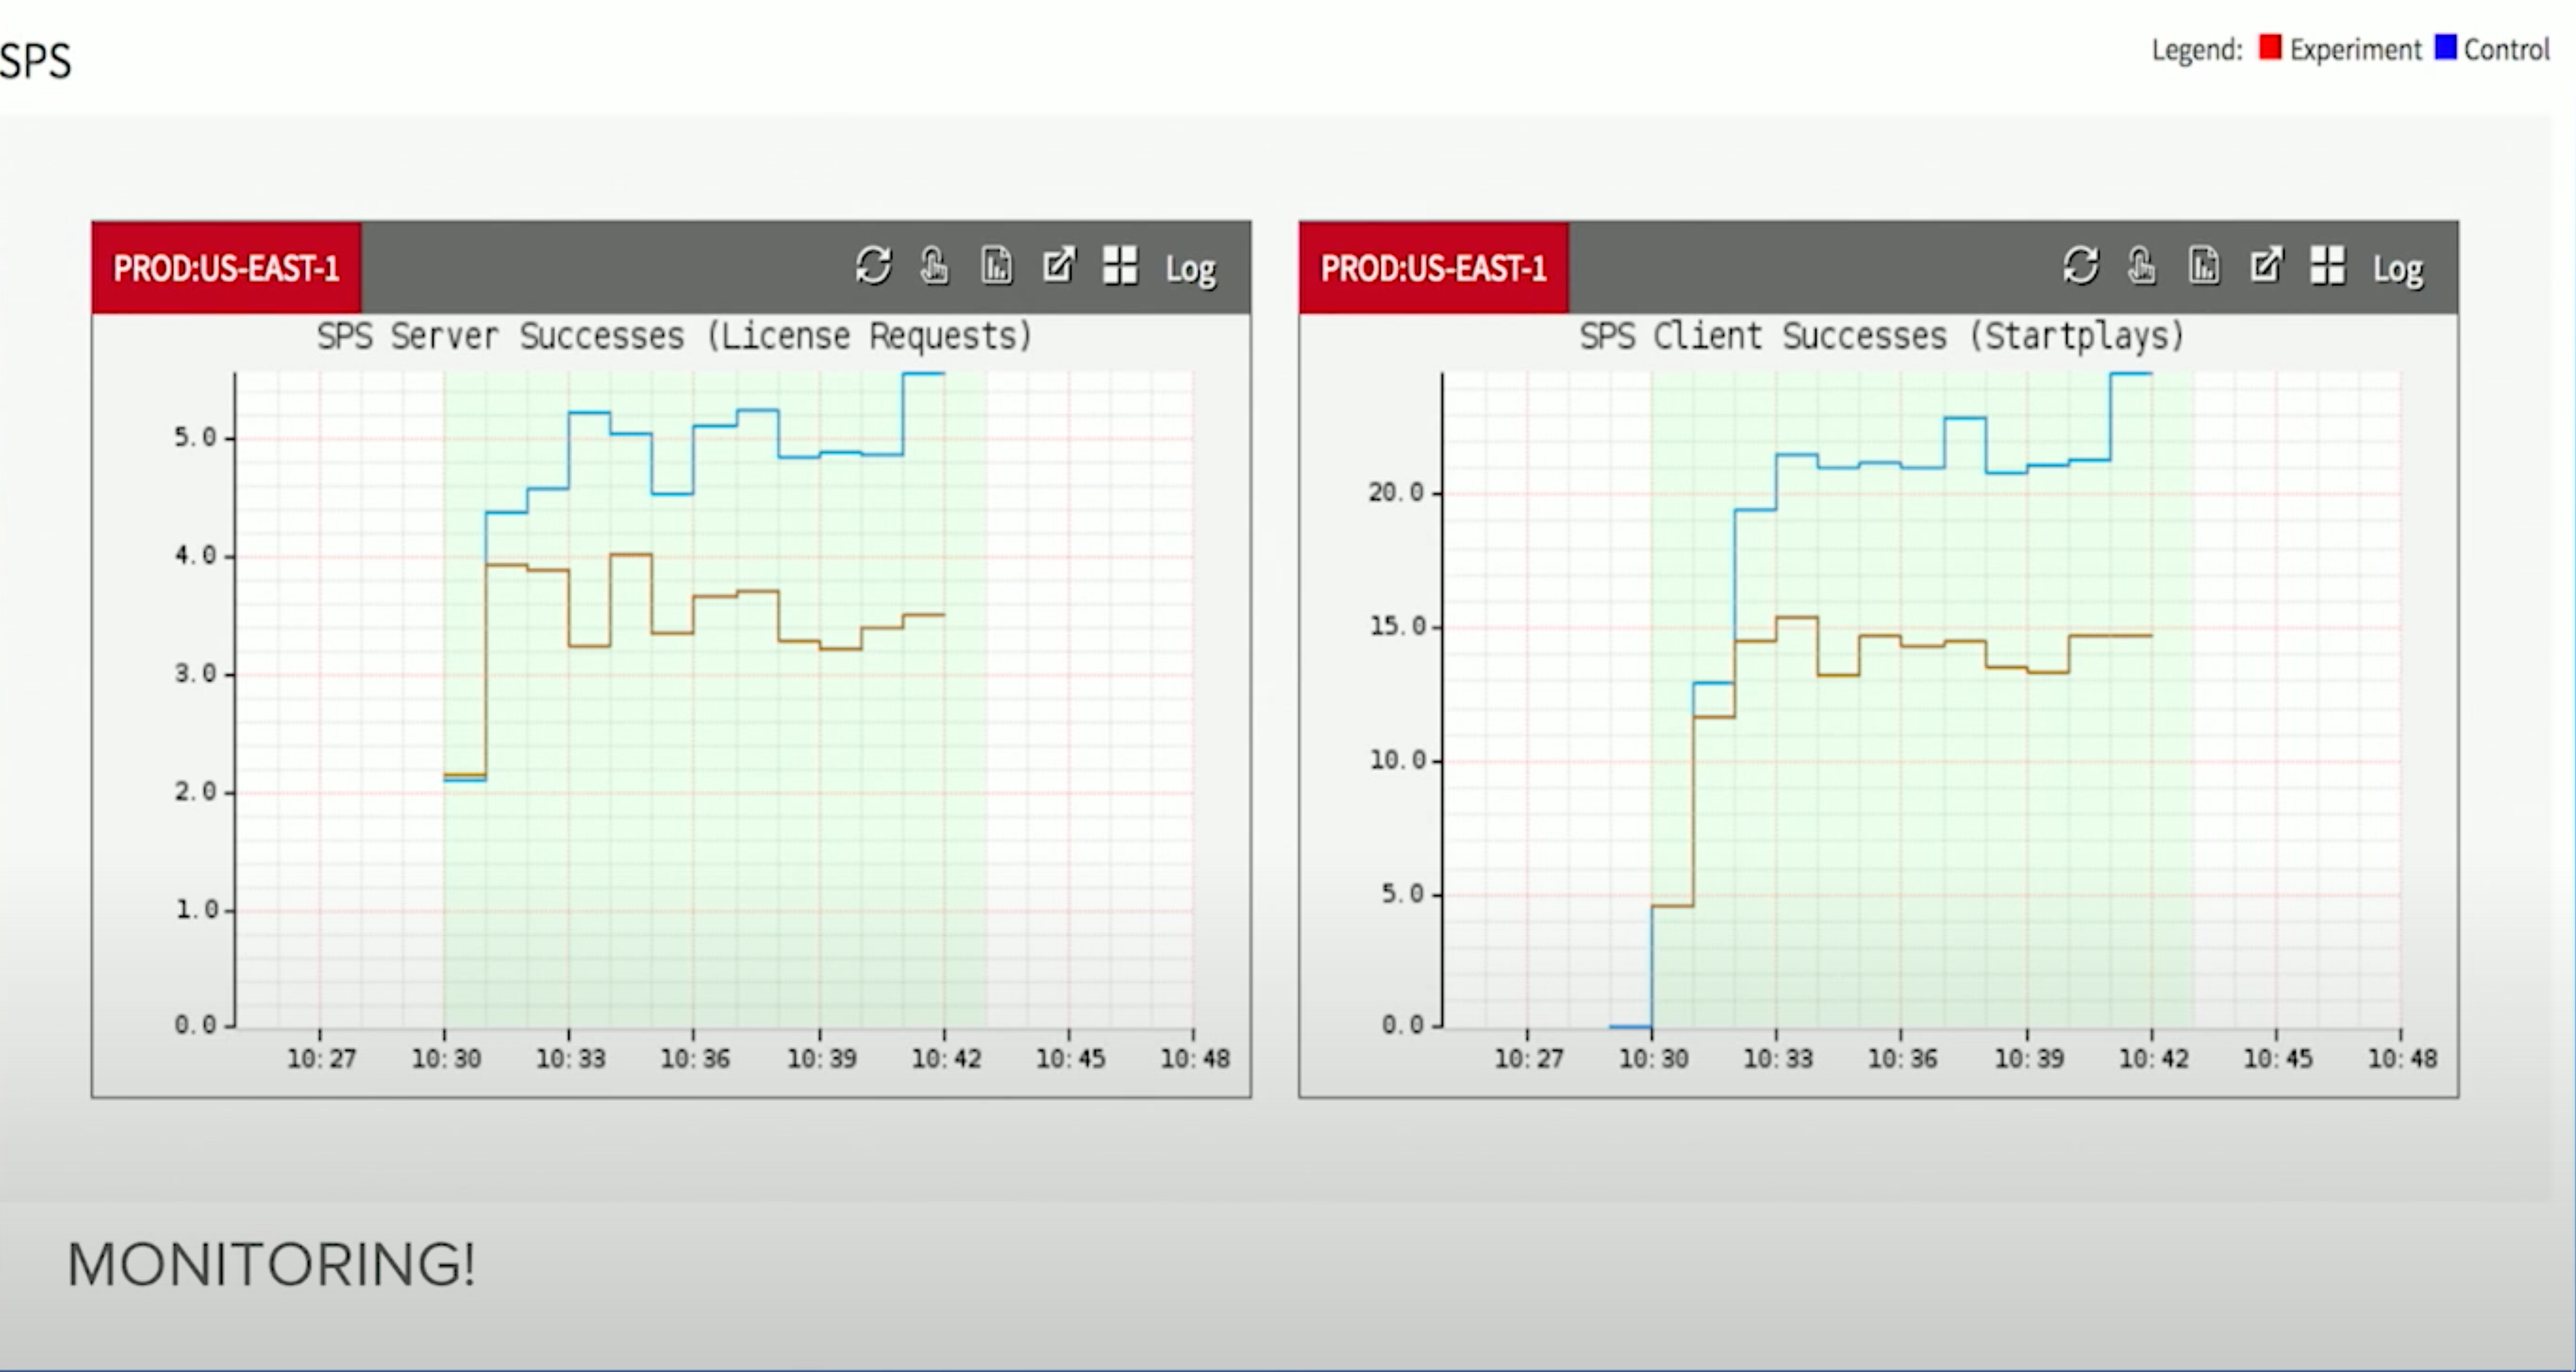 SPS
Legend: Experiment Control
PROD:US-EAST-1
Log
SPS Server Successes (License Requests)
5.0
4.0
3.0
2.0
1.0
0.0
10:27 10:30 10:33 10:36 10:39 10:42 10:45 10:48
PROD:US-EAST-1
Log
SPS Client Successes (Startplays)
20.0
15.0
10.0
5.0
0.0
10:27 10:30 10:33 10:36 10:39 10:42 10:45 10:48
MONITORING!